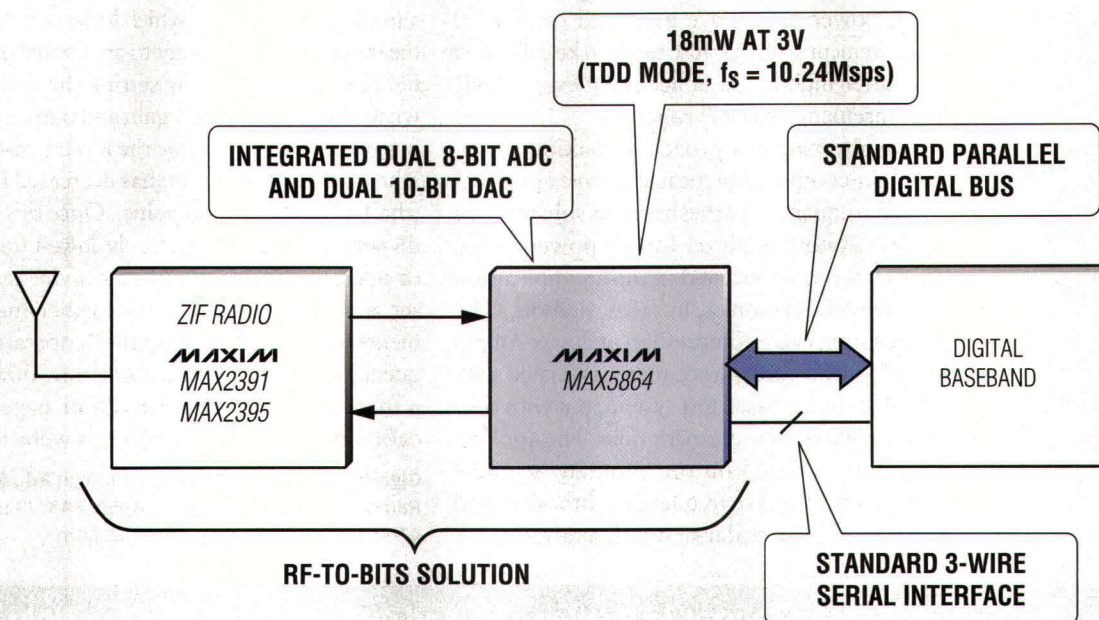 18mW AT 3V
(TDD MODE, fS = 10.24Msps)
INTEGRATED DUAL 8-BIT ADC
AND DUAL 10-BIT DAC
STANDARD PARALLEL
DIGITAL BUS
ZIF RADIO
MAXIM
MAX2391
MAX2395
MAXIM
MAX5864
DIGITAL
BASEBAND
RF-TO-BITS SOLUTION
STANDARD 3-WIRE
SERIAL INTERFACE